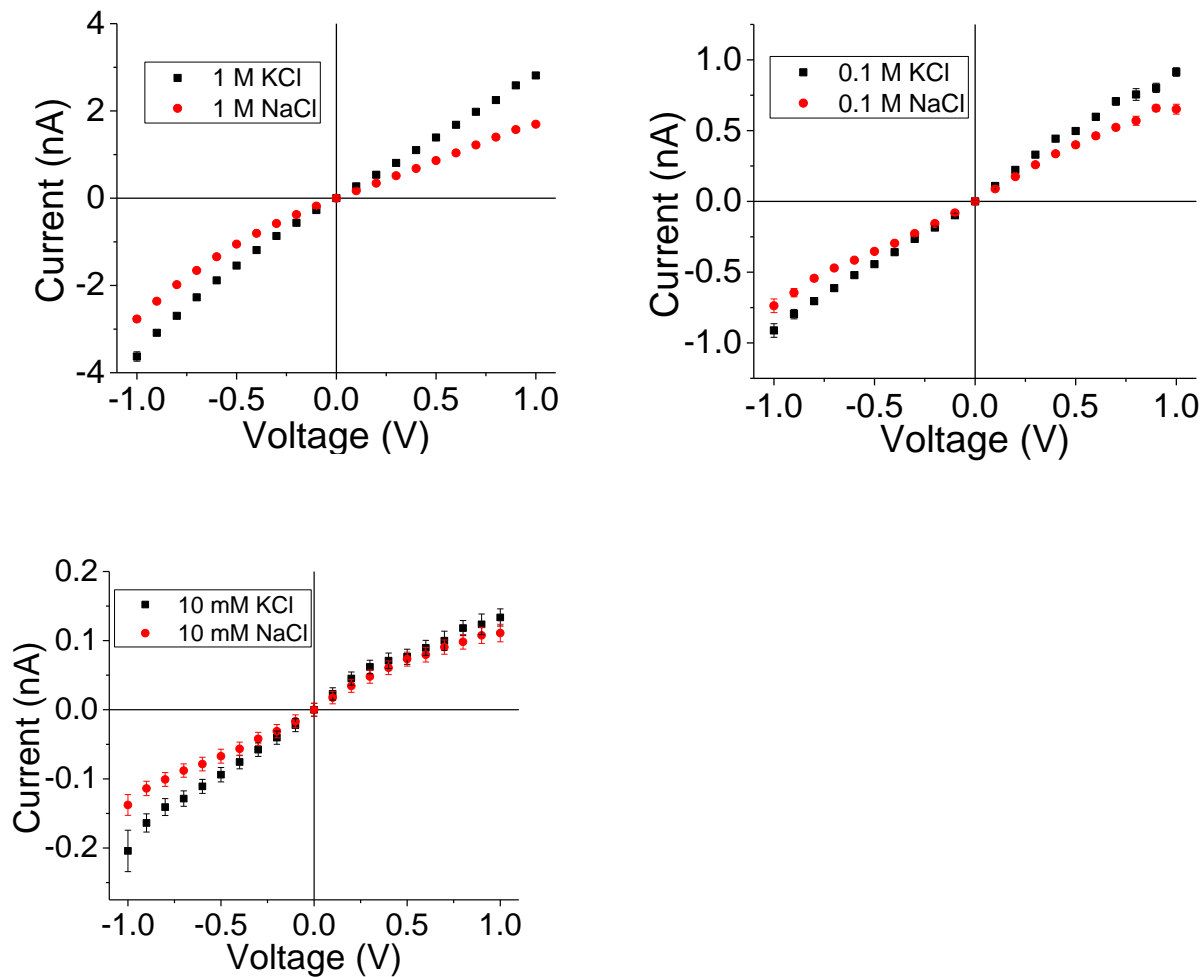 4
2
0
-2
-4
Current (nA)
1 M KCl
1 M NaCl
-1.0 -0.5 0.0 0.5 1.0
Voltage (V)
1.0
0.5
0.0
-0.5
-1.0
Current (nA)
0.1 M KCl
0.1 M NaCl
-1.0 -0.5 0.0 0.5 1.0
Voltage (V)
0.2
0.1
0.0
-0.1
-0.2
Current (nA)
10 mM KCl
10 mM NaCl
-1.0 -0.5 0.0 0.5 1.0
Voltage (V)